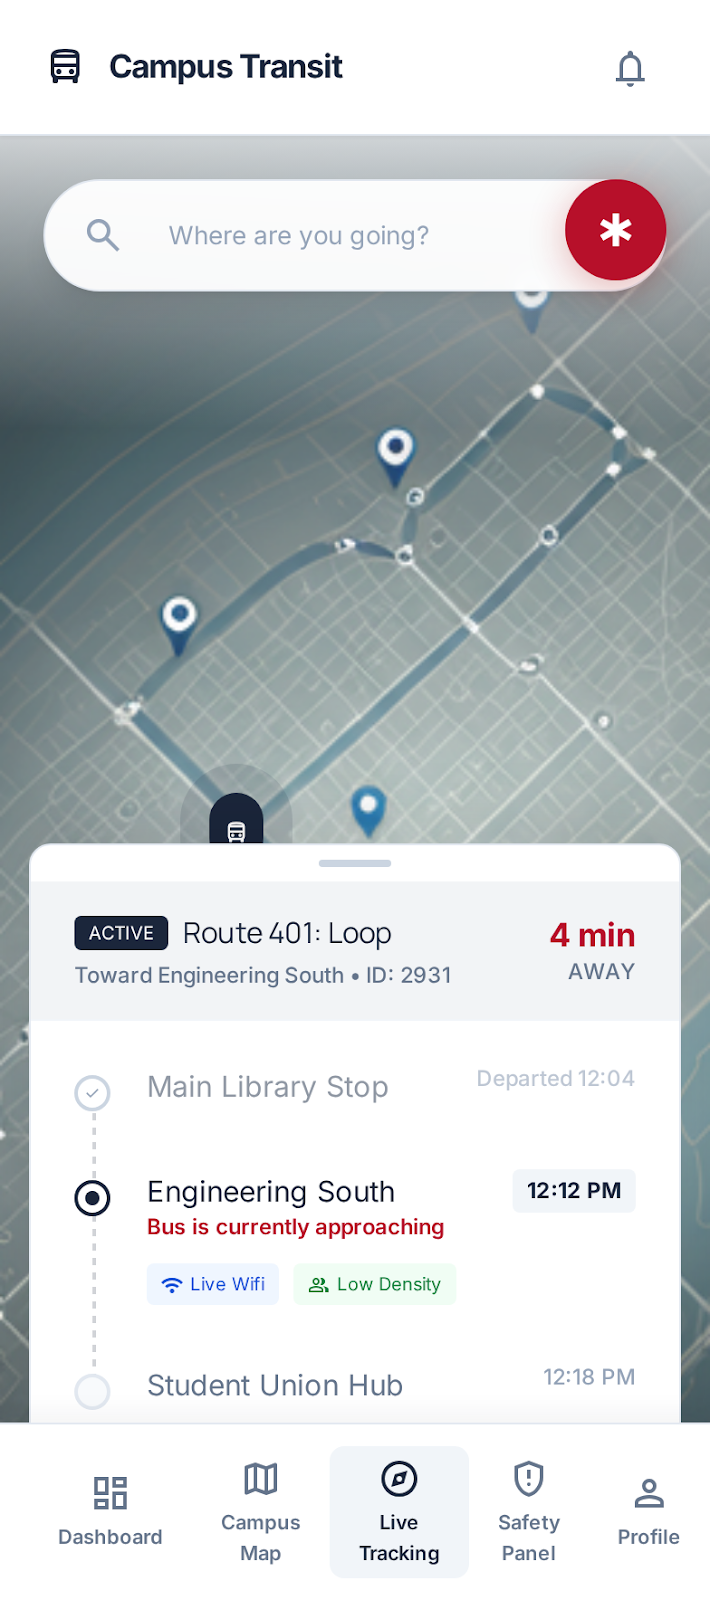 Campus Transit
Where are you going?
ACTIVE Route 401: Loop
4 min
Toward Engineering South • ID: 2931
AWAY
Main Library Stop
Departed 12:04
Engineering South
12:12 PM
Bus is currently approaching
Live Wifi
Low Density
Student Union Hub
12:18 PM
Dashboard
Campus
Map
Live
Tracking
Safety
Panel
Profile